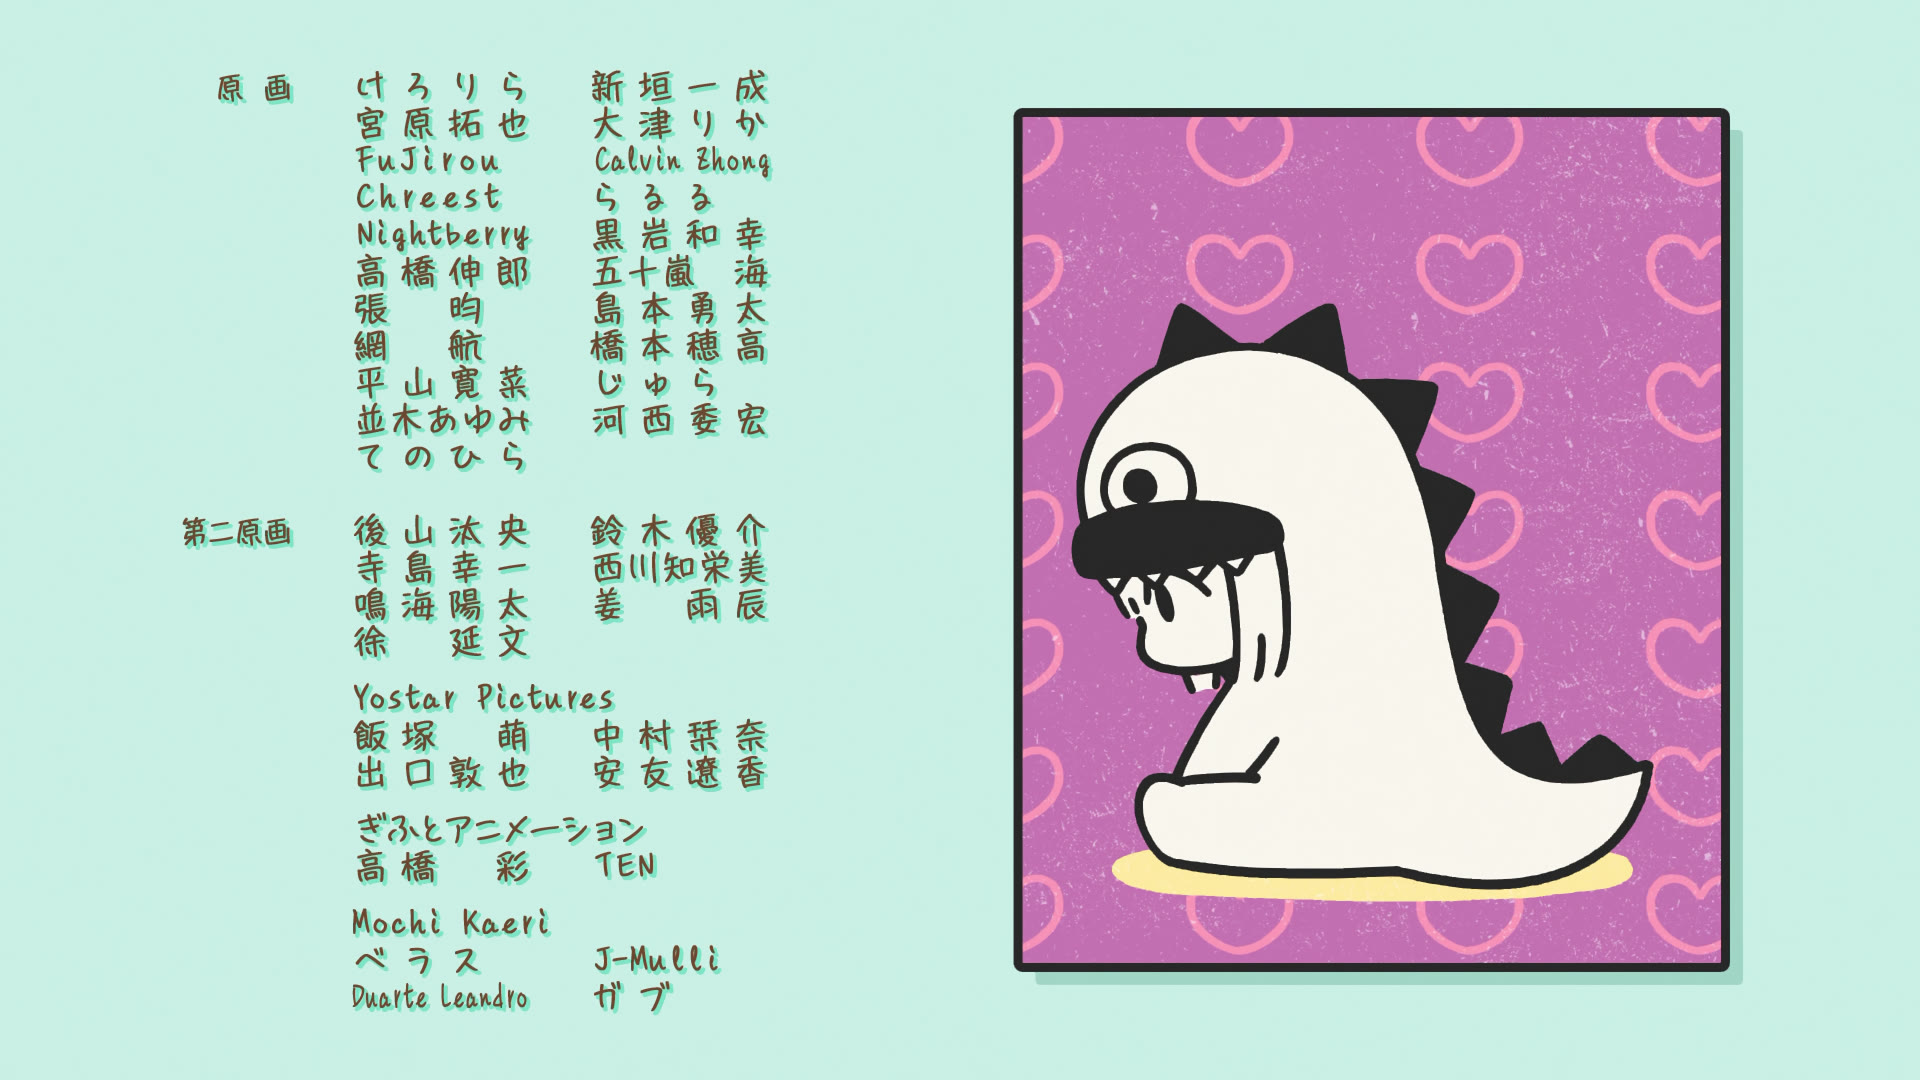 原画 けろりら 新垣一成
宮原拓也 大津りか
FuJirou Calvin Zhong
Chreest らるる
Nightberry 黒岩和幸
高橋伸郎 五十嵐 海
張 昀 島本勇太
網 航 橋本穂高
平山寛菜 じゅら
並木あゆみ 河西委宏
てのひら
第二原画 後山汰央 鈴木優介
寺島幸一 西川知栄美
鳴海陽太 姜 雨辰
徐 延文
Yostar Pictures
飯塚 萌 中村栞奈
出口敦也 安友遼香
ぎふとアニメーション
高橋 彩 TEN
Mochi Kaeri
ベラス J-Mulli
Duarte Leandro ガブ